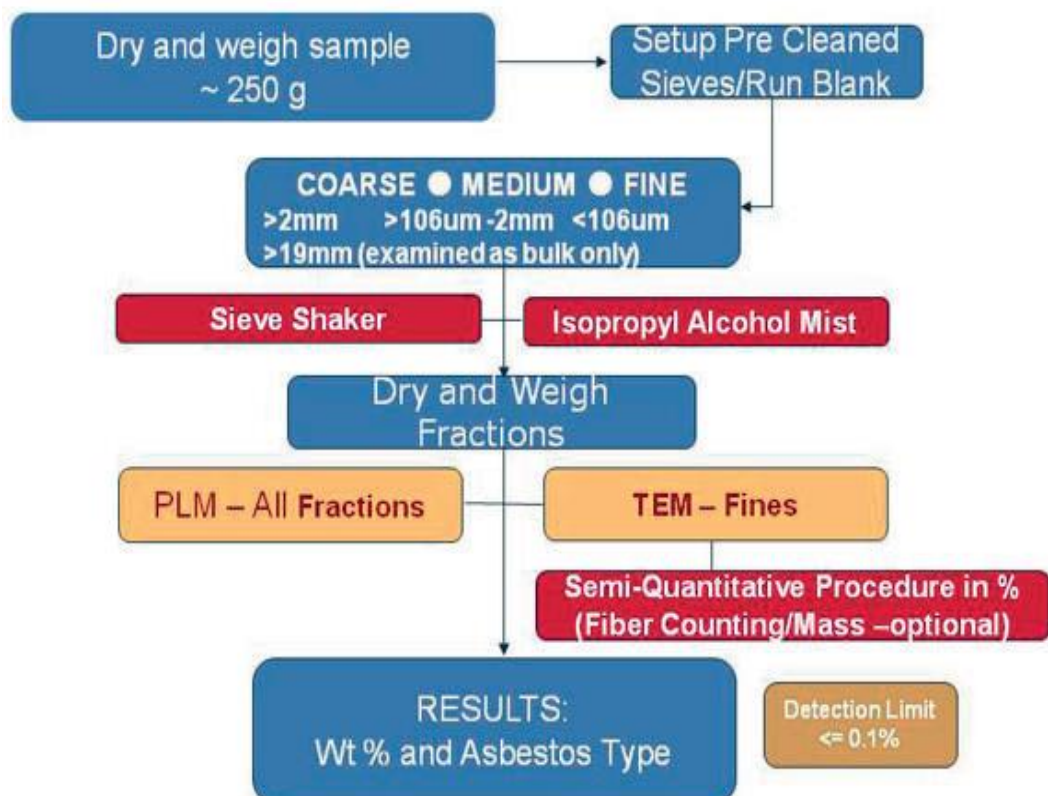 Dry and weigh sample
~ 250 g
Setup Pre Cleaned
Sieves/Run Blank
COARSE ● MEDIUM ● FINE
>2mm >106um -2mm <106um
>19mm (examined as bulk only)
Sieve Shaker
Isopropyl Alcohol Mist
Dry and Weigh
Fractions
PLM – All Fractions
TEM – Fines
Semi-Quantitative Procedure in %
(Fiber Counting/Mass –optional)
RESULTS:
Wt % and Asbestos Type
Detection Limit
<= 0.1%